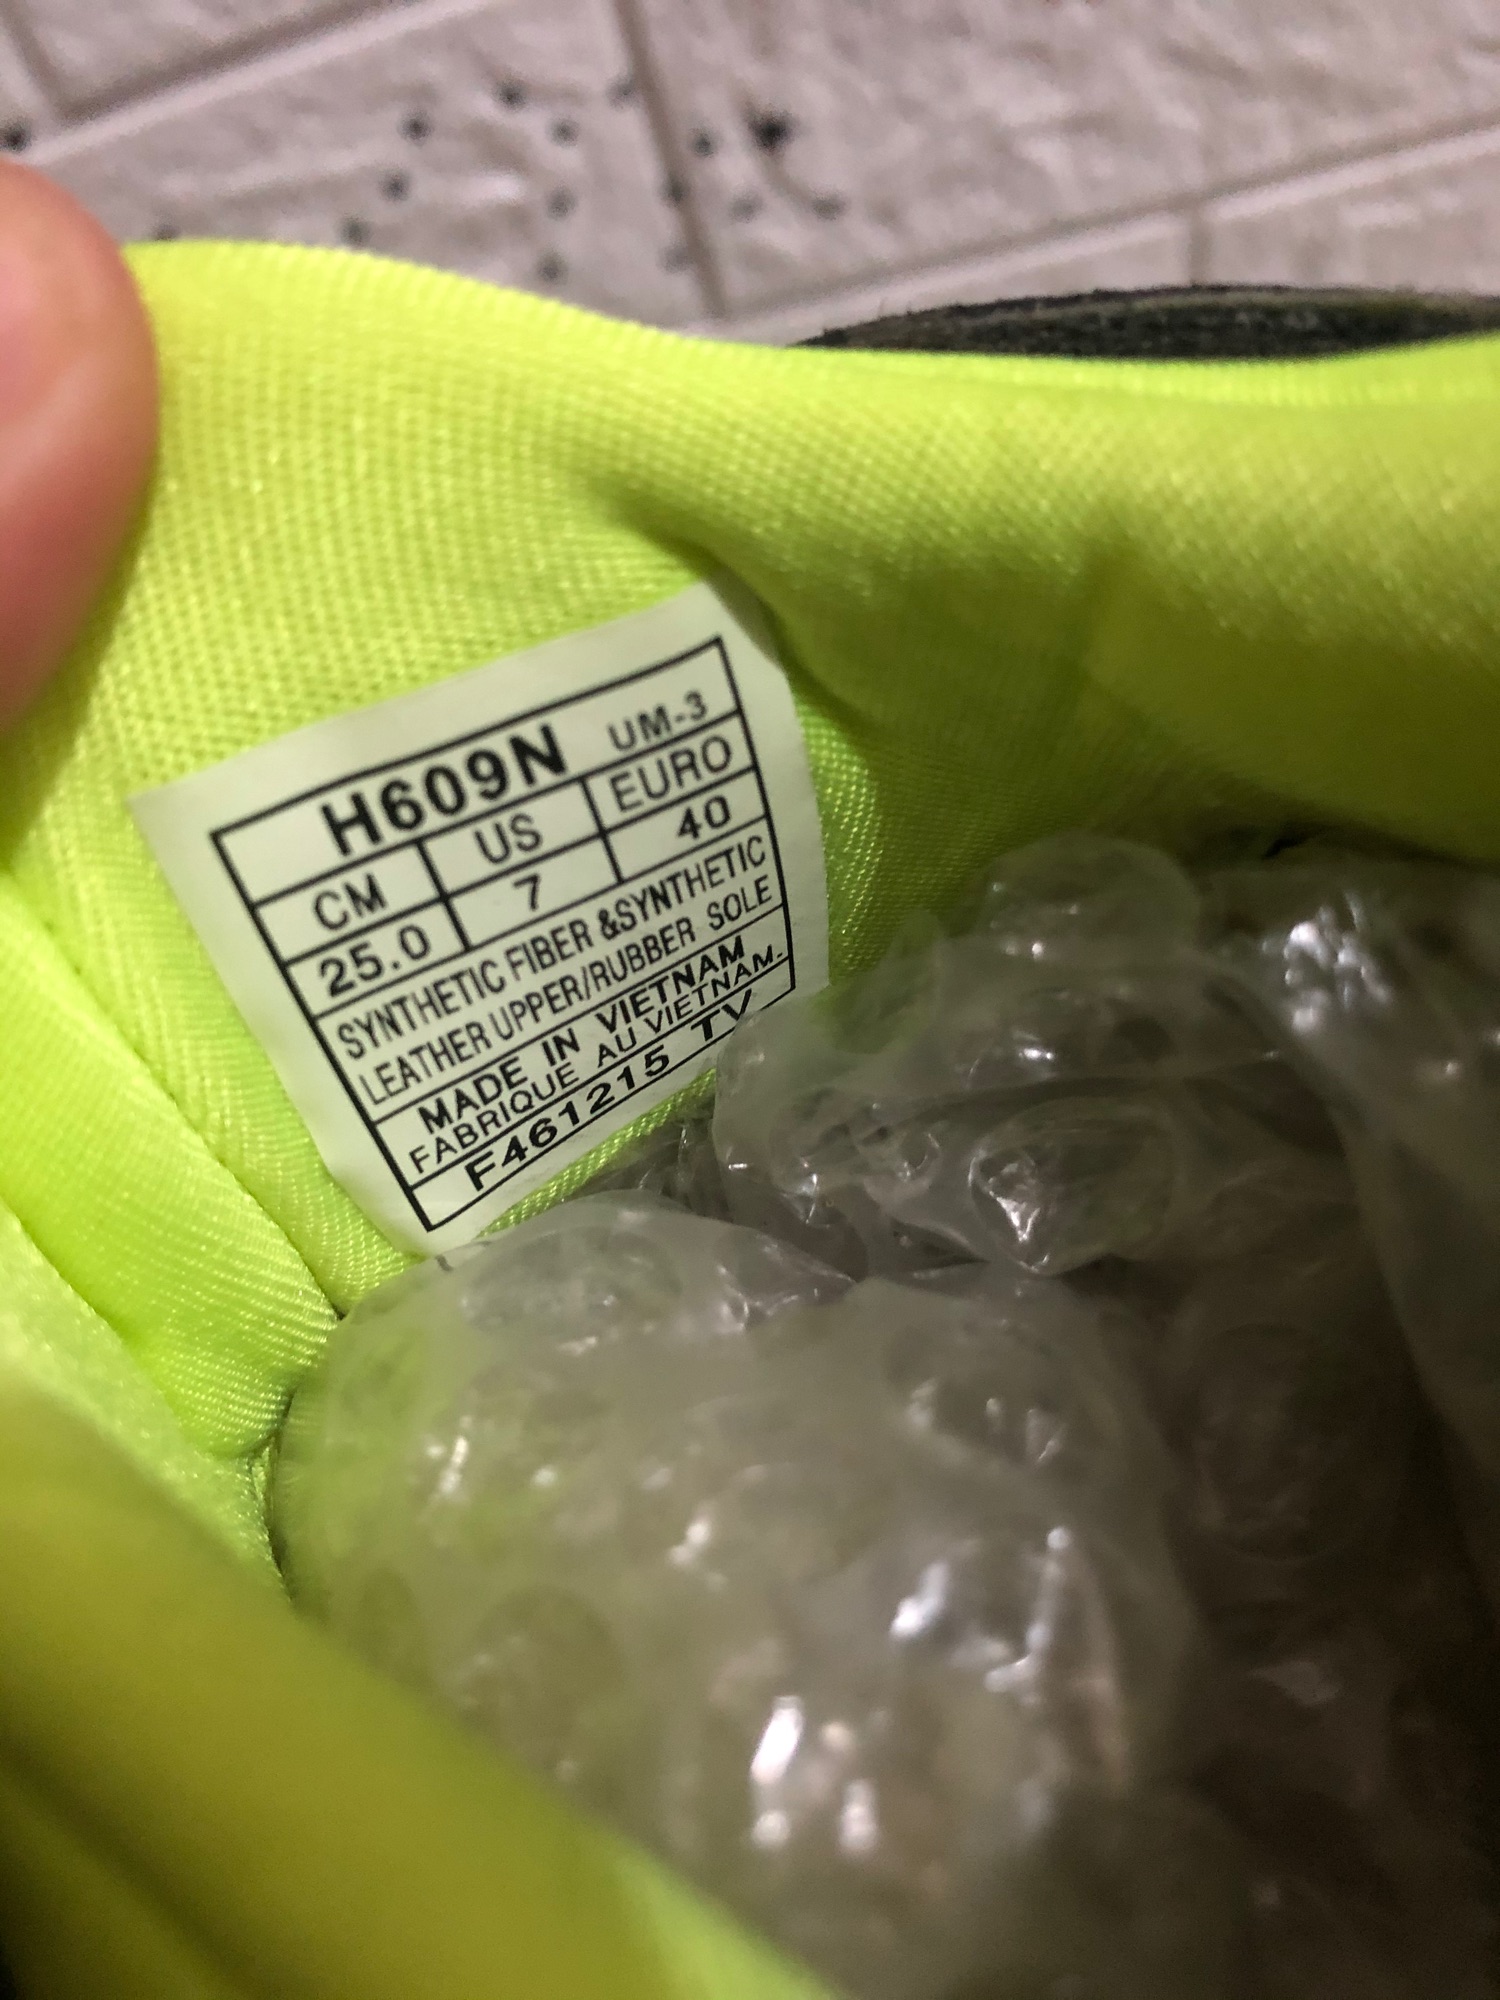 H609N UM-3
CM US EURO
25.0 7 40
SYNTHETIC FIBER &SYNTHETIC
LEATHER UPPER/RUBBER SOLE
MADE IN VIETNAM
FABRIQUE AU VIETNAM.
F461215 TV